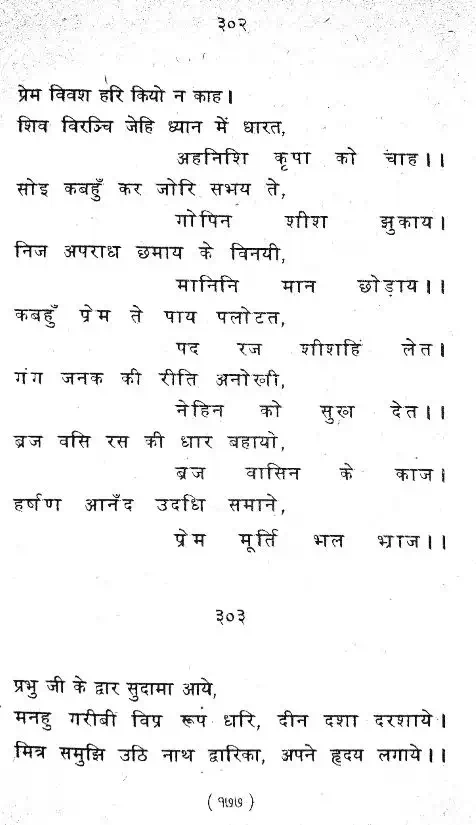 ३०२
प्रेम विवश हरि कियो न काह।
शिव विरञ्चि जेहि ध्यान में धारत,
अहनिशि कृपा को चाह।।
सोइ कबहुँ कर जोरि सभय ते,
गोपिन शीश झुकाय।
निज अपराध छमाय के विनयी,
मानिनि मान छोड़ाय।।
कबहुँ प्रेम ते पाय पलोटत,
पद रज शीशहिं लेत।
गंग जनक की रीति अनोखी,
नेहिन को सुख देत।।
ब्रज वसि रस की धार बहायो,
ब्रज वासिन के काज।
हर्षण आनँद उदधि समाने,
प्रेम मूर्ति भल भ्राज।।
३०३
प्रभु जी के द्वार सुदामा आये,
मनहु गरीबी विप्र रूप धरि, दीन दशा दरशाये।
मित्र समुझि उठि नाथ द्वारिका, अपने हृदय लगाये।।
(१७७)